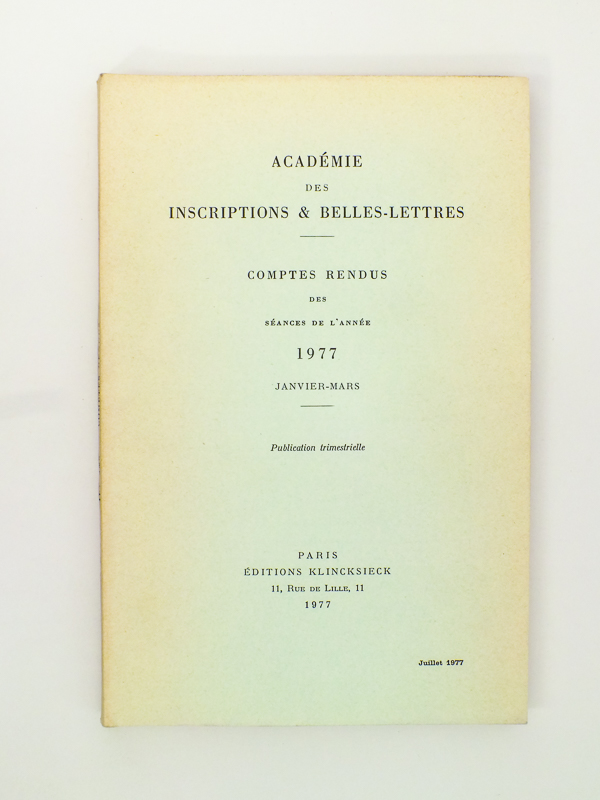 ACADÉMIE
DES
INSCRIPTIONS & BELLES-LETTRES
COMPTES RENDUS
DES
SÉANCES DE L'ANNÉE
1977
JANVIER-MARS
Publication trimestrielle
PARIS
ÉDITIONS KLINCKSIECK
11, RUE DE LILLE, 11
1977
Juillet 1977